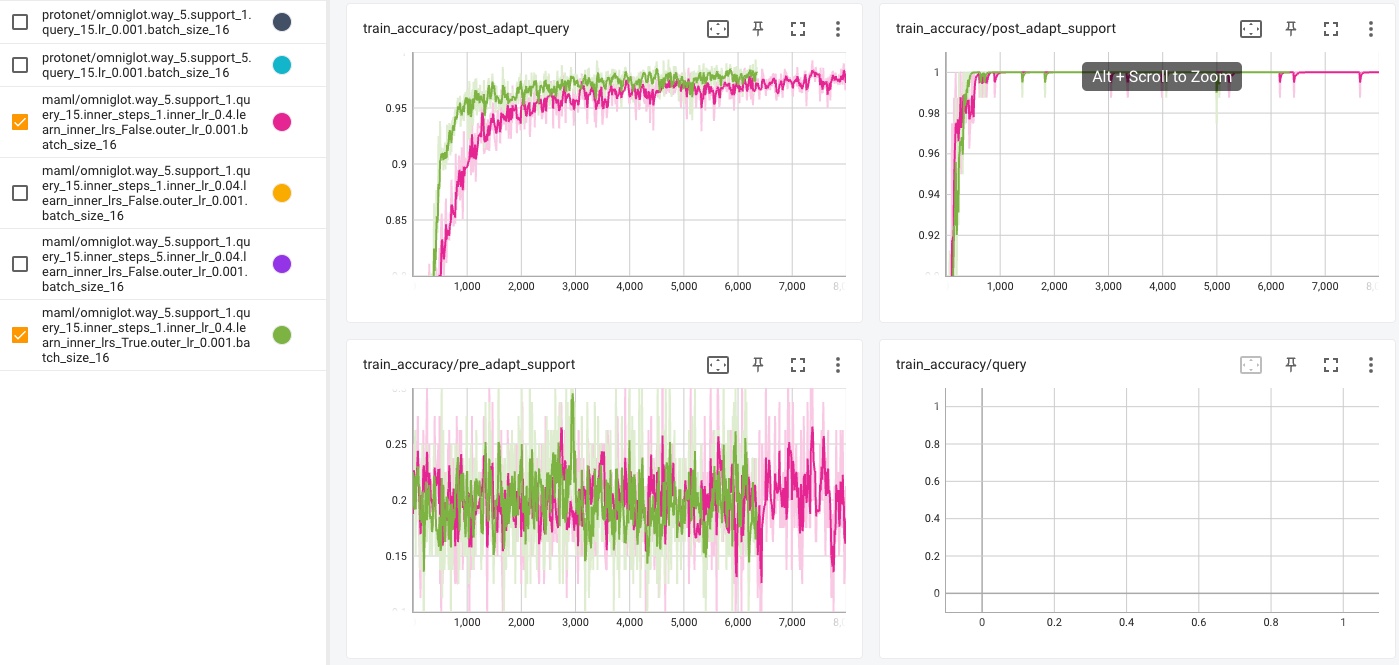 protonet/omniglot.way_5.support_1.
query_15.lr_0.001.batch_size_16
protonet/omniglot.way_5.support_5.
query_15.lr_0.001.batch_size_16
maml/omniglot.way_5.support_1.qu
ery_15.inner_steps_1.inner_lr_0.4.le
arn_inner_lrs_False.outer_lr_0.001.b
atch_size_16
maml/omniglot.way_5.support_1.qu
ery_15.inner_steps_1.inner_lr_0.04.l
earn_inner_lrs_False.outer_lr_0.001.
batch_size_16
maml/omniglot.way_5.support_1.qu
ery_15.inner_steps_5.inner_lr_0.04.l
earn_inner_lrs_False.outer_lr_0.001.
batch_size_16
maml/omniglot.way_5.support_1.qu
ery_15.inner_steps_1.inner_lr_0.4.le
arn_inner_lrs_True.outer_lr_0.001.ba
tch_size_16
train_accuracy/post_adapt_query
0.95
0.9
0.85
1,000 2,000 3,000 4,000 5,000 6,000 7,000
train_accuracy/post_adapt_support
Alt + Scroll to Zoom
1
0.98
0.96
0.94
0.92
1,000 2,000 3,000 4,000 5,000 6,000 7,000
train_accuracy/pre_adapt_support
0.25
0.2
0.15
1,000 2,000 3,000 4,000 5,000 6,000 7,000
train_accuracy/query
1
0.8
0.6
0.4
0.2
0
0 0.2 0.4 0.6 0.8 1